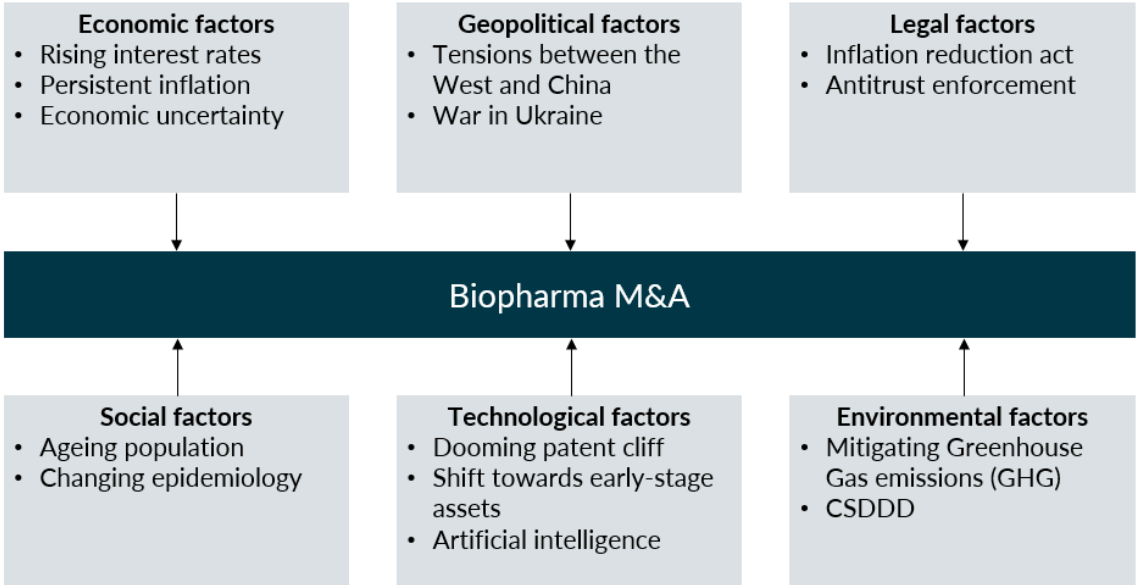 Economic factors
• Rising interest rates
• Persistent inflation
• Economic uncertainty
Geopolitical factors
• Tensions between the
West and China
• War in Ukraine
Legal factors
• Inflation reduction act
• Antitrust enforcement
Biopharma M&A
Social factors
• Ageing population
• Changing epidemiology
Technological factors
• Dooming patent cliff
• Shift towards early-stage
assets
• Artificial intelligence
Environmental factors
• Mitigating Greenhouse
Gas emissions (GHG)
• CSDDD